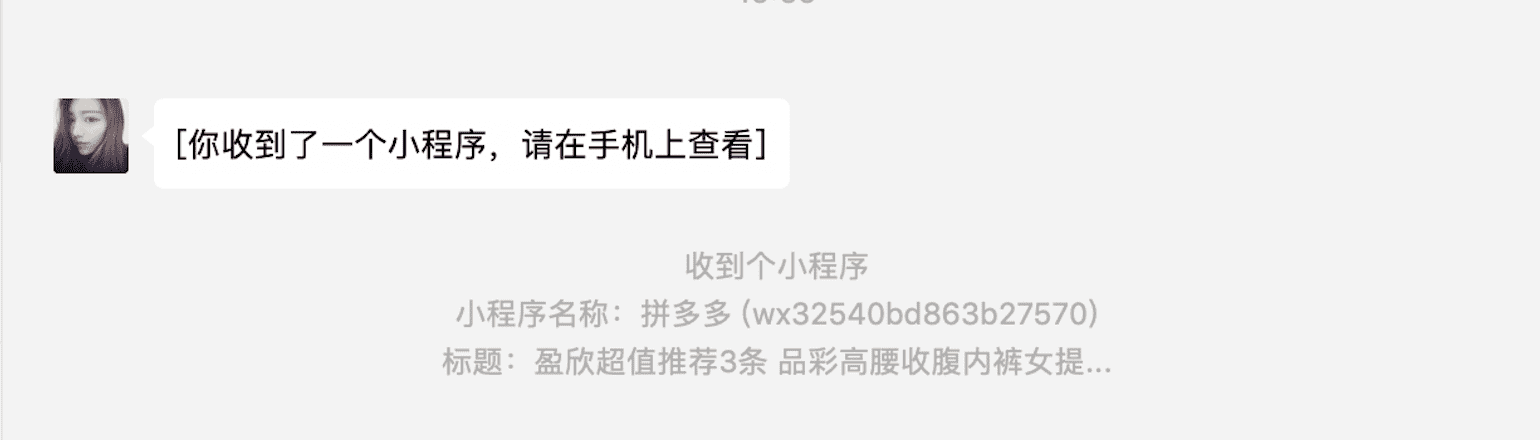 [你收到了一个小程序，请在手机上查看]
收到个小程序
小程序名称：拼多多 (wx32540bd863b27570)
标题：盈欣超值推荐3条 品彩高腰收腹内裤女提...